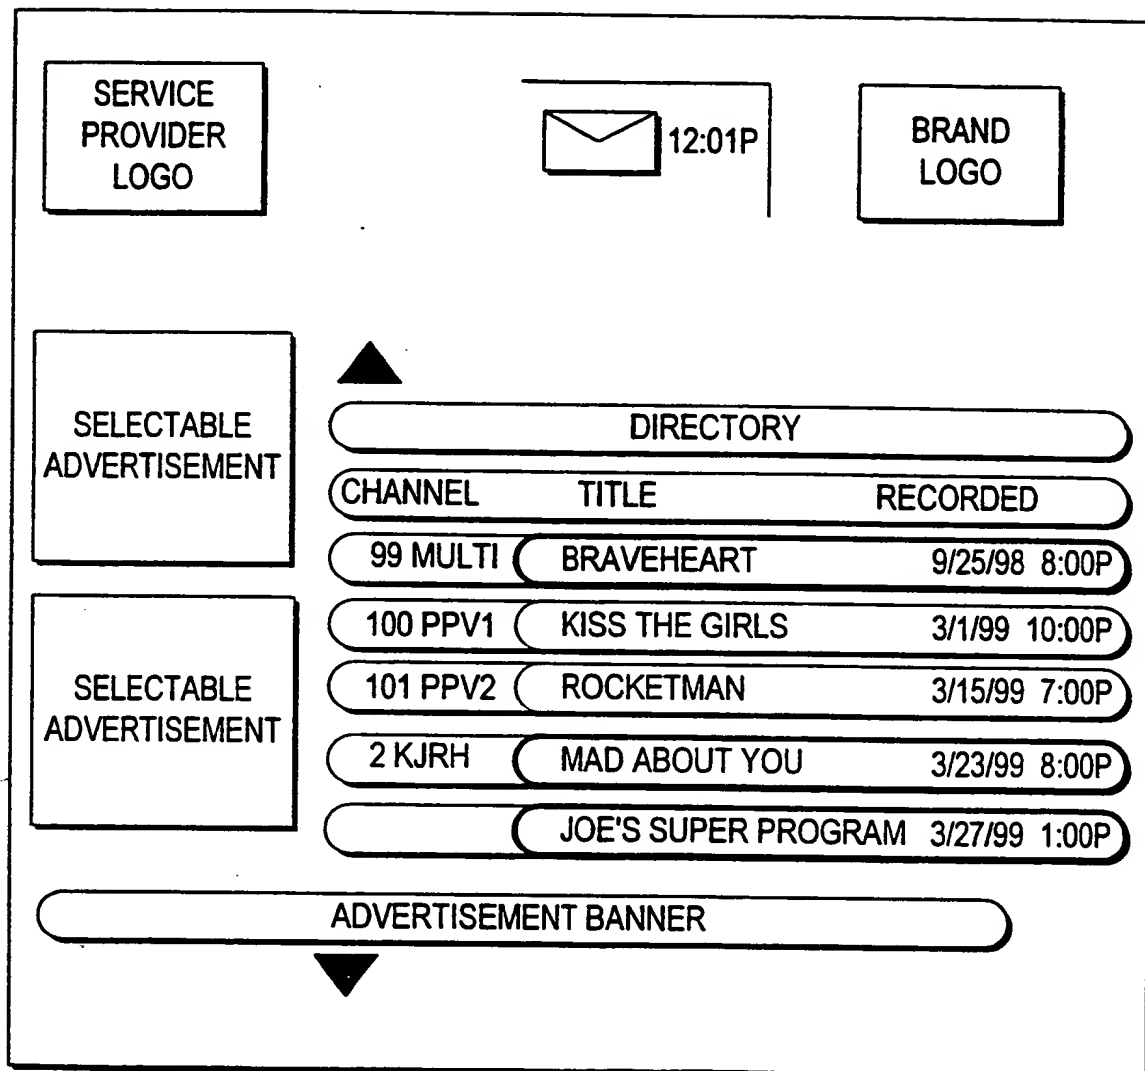 SERVICE
PROVIDER
LOGO
12:01P
BRAND
LOGO
SELECTABLE
ADVERTISEMENT
SELECTABLE
ADVERTISEMENT
DIRECTORY
CHANNEL TITLE RECORDED
99 MULTI BRAVEHEART 9/25/98 8:00P
100 PPV1 KISS THE GIRLS 3/1/99 10:00P
101 PPV2 ROCKETMAN 3/15/99 7:00P
2 KJRH MAD ABOUT YOU 3/23/99 8:00P
JOE'S SUPER PROGRAM 3/27/99 1:00P
ADVERTISEMENT BANNER